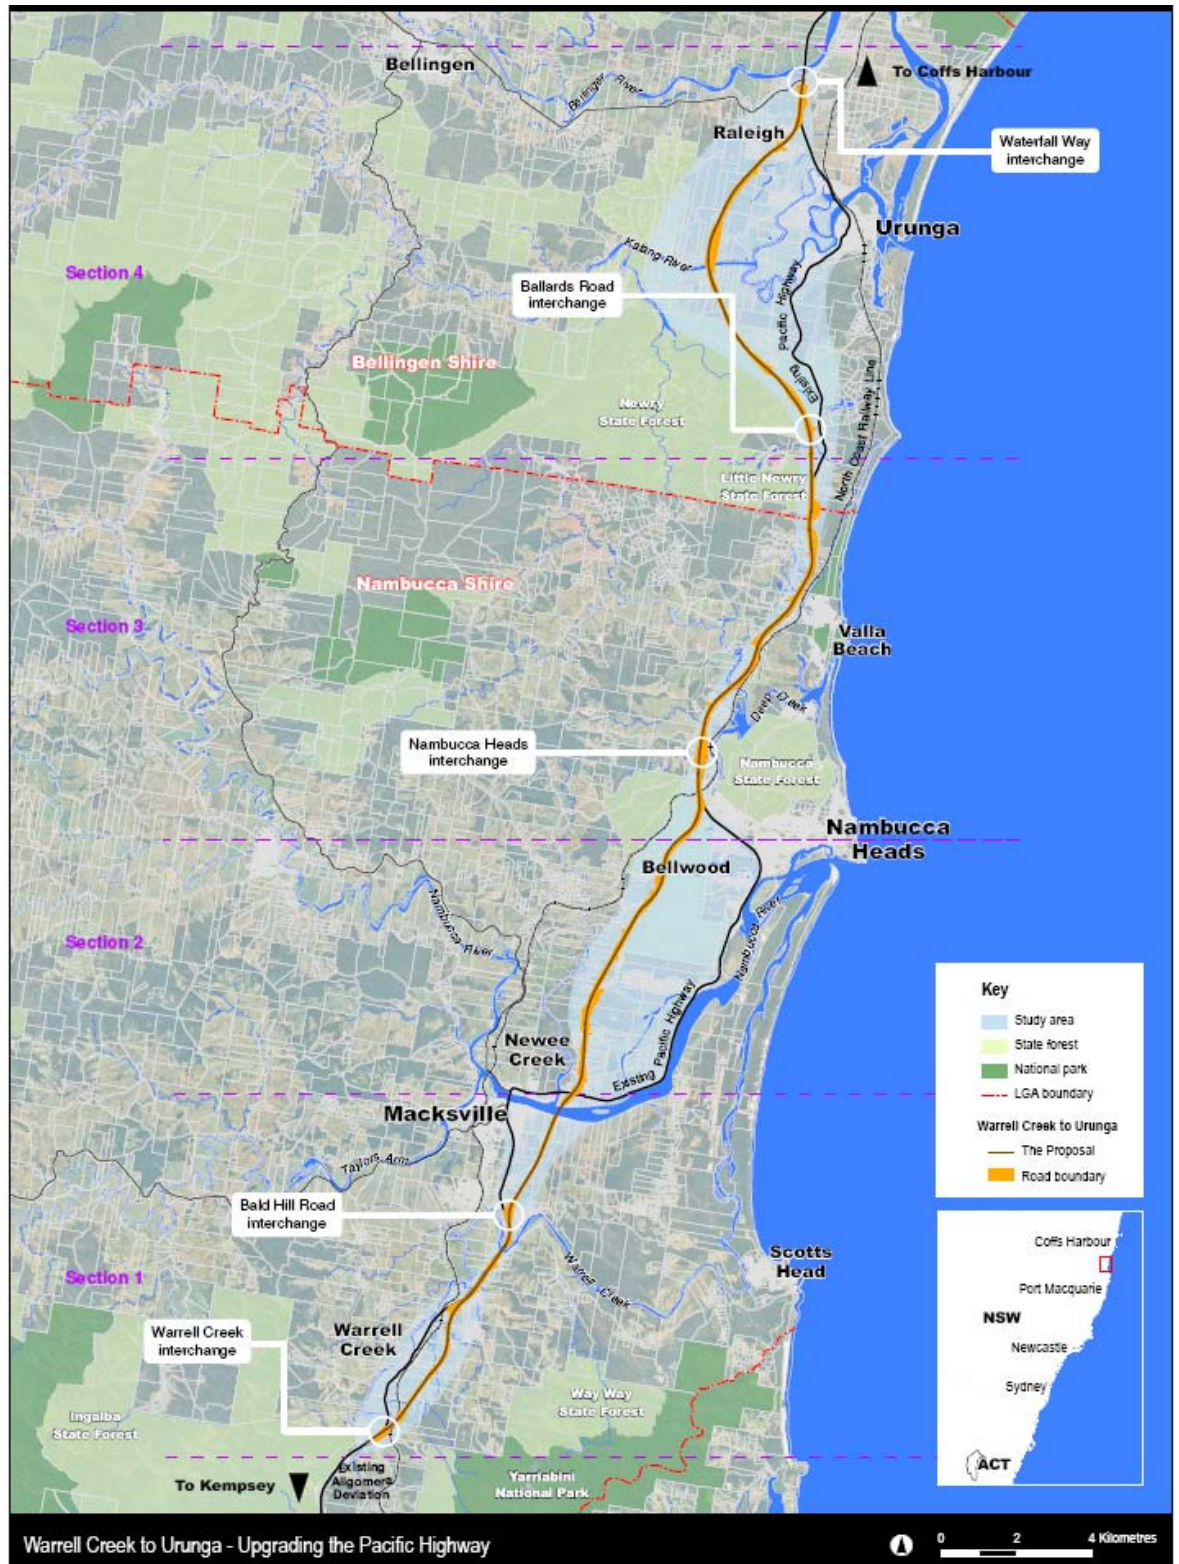 Bellingen
Bellinger River
To Coffs Harbour
Raleigh
Waterfall Way
interchange
Urunga
Kalang River
Section 4
Ballards Road
interchange
Pacific Highway
Existing
Bellingen Shire
Newry
State Forest
North Coast Railway Line
Little Newry
State Forest
Nambucca Shire
Section 3
Valla
Beach
Deep Creek
Nambucca Heads
interchange
Nambucca
State Forest
Nambucca
Heads
Bellwood
Nambucca River
Nambucca River
Section 2
Existing Pacific Highway
Newee
Creek
Macksville
Taylors Arm
Bald Hill Road
interchange
Warrell Creek
Scotts
Head
Section 1
Warrell
Creek
Warrell Creek
interchange
Way Way
State Forest
Ingalba
State Forest
To Kempsey
Existing
Deviation
Yarriabini
National Park
Key
Study area
State forest
National park
LGA boundary
Warrell Creek to Urunga
The Proposal
Road boundary
Coffs Harbour
Port Macquarie
NSW
Newcastle
Sydney
ACT
Warrell Creek to Urunga - Upgrading the Pacific Highway
0 2 4 Kilometres